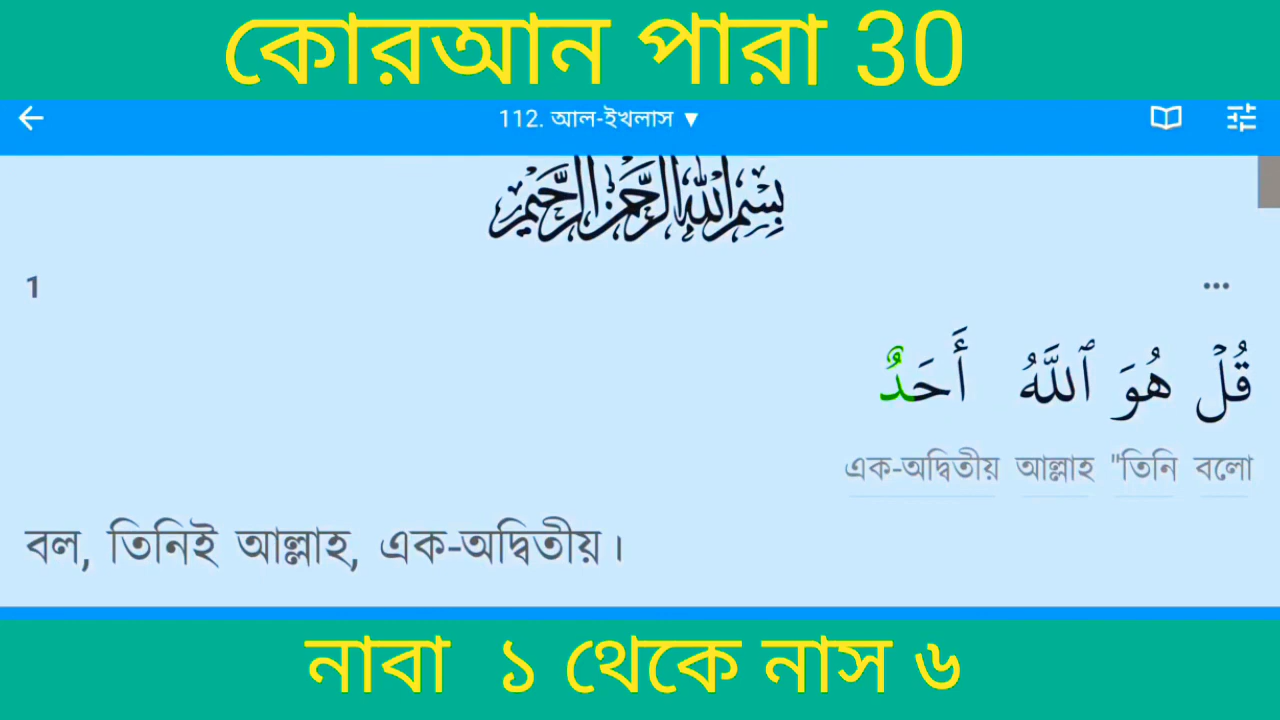 কোরআন পারা 30
112. আল-ইখলাস ▼
بِسْمِ اللَّهِ الرَّحْمَٰنِ الرَّحِيمِ
1
قُلۡ هُوَ ٱللَّهُ أَحَدٌ
এক-অদ্বিতীয় আল্লাহ "তিনি বলো
বল, তিনিই আল্লাহ, এক-অদ্বিতীয়।
নাবা ১ থেকে নাস ৬